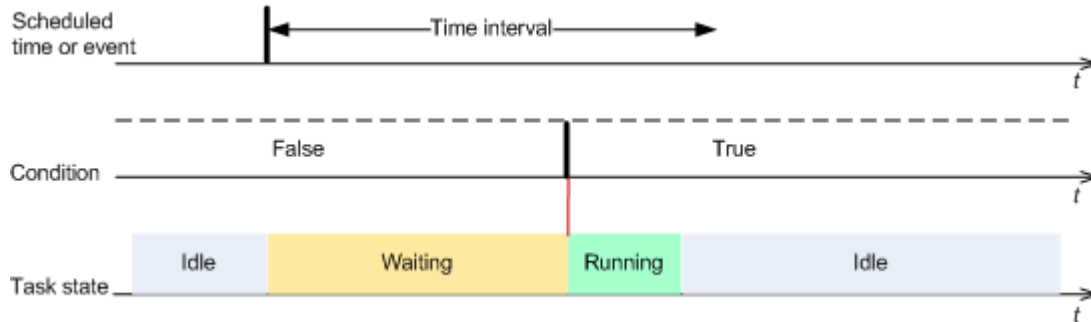 Scheduled
time or event
Time interval
t
False
True
Condition
t
Idle
Waiting
Running
Idle
Task state
t